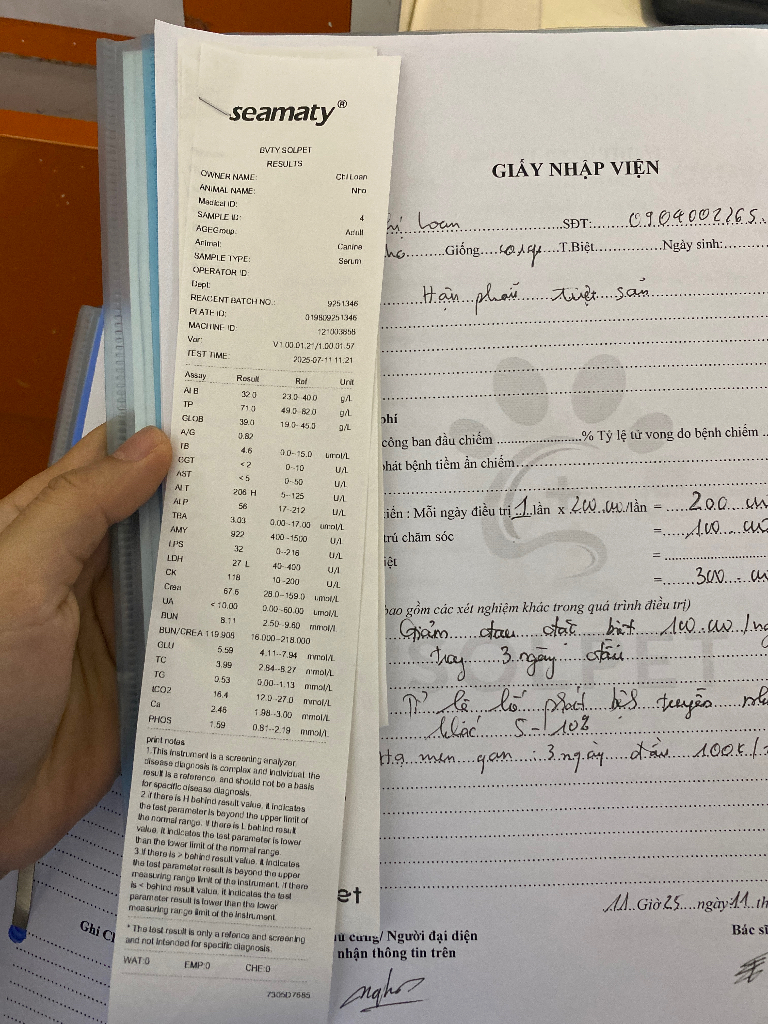 seamaty®
BVTY SOLPET
RESULTS
OWNER NAME: Chi Loan
ANIMAL NAME: Nho
Medical ID:
SAMPLE ID: 4
AGEGroup: Adult
Animal: Canine
SAMPLE TYPE: Serum
OPERATOR ID:
Dept:
REAGENT BATCH NO.: 9251346
PLATE ID: 019809251346
MACHINE ID: 121003858
Var: V1.00.01.21/1.00.01.57
TEST TIME: 2025-07-11 11:21
Assay Result Ref Unit
ALB 32.0 23.0-40.0 g/L
TP 71.0 49.0-82.0 g/L
GLOB 39.0 19.0-45.0 g/L
A/G 0.82
TB 4.6 0.0-15.0 umol/L
GGT <2 0-10 U/L
AST <5 0-50 U/L
ALT 206 H 5-125 U/L
ALP 56 17-212 U/L
TBA 3.03 0.00-17.00 umol/L
AMY 922 400-1500 U/L
LPS 32 0-216 U/L
LDH 27 L 40-400 U/L
CK 118 10-200 U/L
Crea 67.6 28.0-159.0 umol/L
UA <10.00 0.00-60.00 umol/L
BUN 8.11 2.50-9.60 mmol/L
BUN/CREA 119.908 16.000-218.000
GLU 5.59 4.11-7.94 mmol/L
TC 3.99 2.84-8.27 mmol/L
TG 0.53 0.00-1.13 mmol/L
tCO2 16.4 12.0-27.0 mmol/L
Ca 2.46 1.98-3.00 mmol/L
PHOS 1.59 0.81-2.19 mmol/L
print notes
1.This instrument is a screening analyzer,
disease diagnosis is complex and individual, the
result is a reference, and should not be a basis
for specific disease diagnosis.
2.If there is H behind result value, it indicates
the test parameter is beyond the upper limit of
the normal range. If there is L behind result
value, it indicates the test parameter is lower
than the lower limit of the normal range.
3.If there is > behind result value, it indicates
the test parameter result is beyond the upper
measuring range limit of the instrument. If there
is < behind result value, it indicates the test
parameter result is lower than the lower
measuring range limit of the instrument.
* The test result is only a refence and screening
and not intended for specific diagnosis.
WAT:0 EMP:0 CHE:0
7305D7685
GIẤY NHẬP VIỆN
Loan SĐT: 0904002265
Giống T.Biệt Ngày sinh:
Hạn phẫu triệt sản
phí
công ban đầu chiếm % Tỷ lệ tử vong do bệnh chiếm
phát bệnh tiềm ẩn chiếm
: Mỗi ngày điều trị 1 lần x 200.000/lần = 200
trú chăm sóc = 100
iệt =
= 300
bao gồm các xét nghiệm khác trong quá trình điều trị)
Giảm đau đặc biệt 100.000/
3 ngày đầu
Tỉ lệ phát truyền
khác 5-10%
Hạ men gan : 3 ngày đầu 100k/
11 Giờ 25 ngày 11 th
Ghi
cưng/ Người đại diện
nhận thông tin trên
Bác sĩ
et